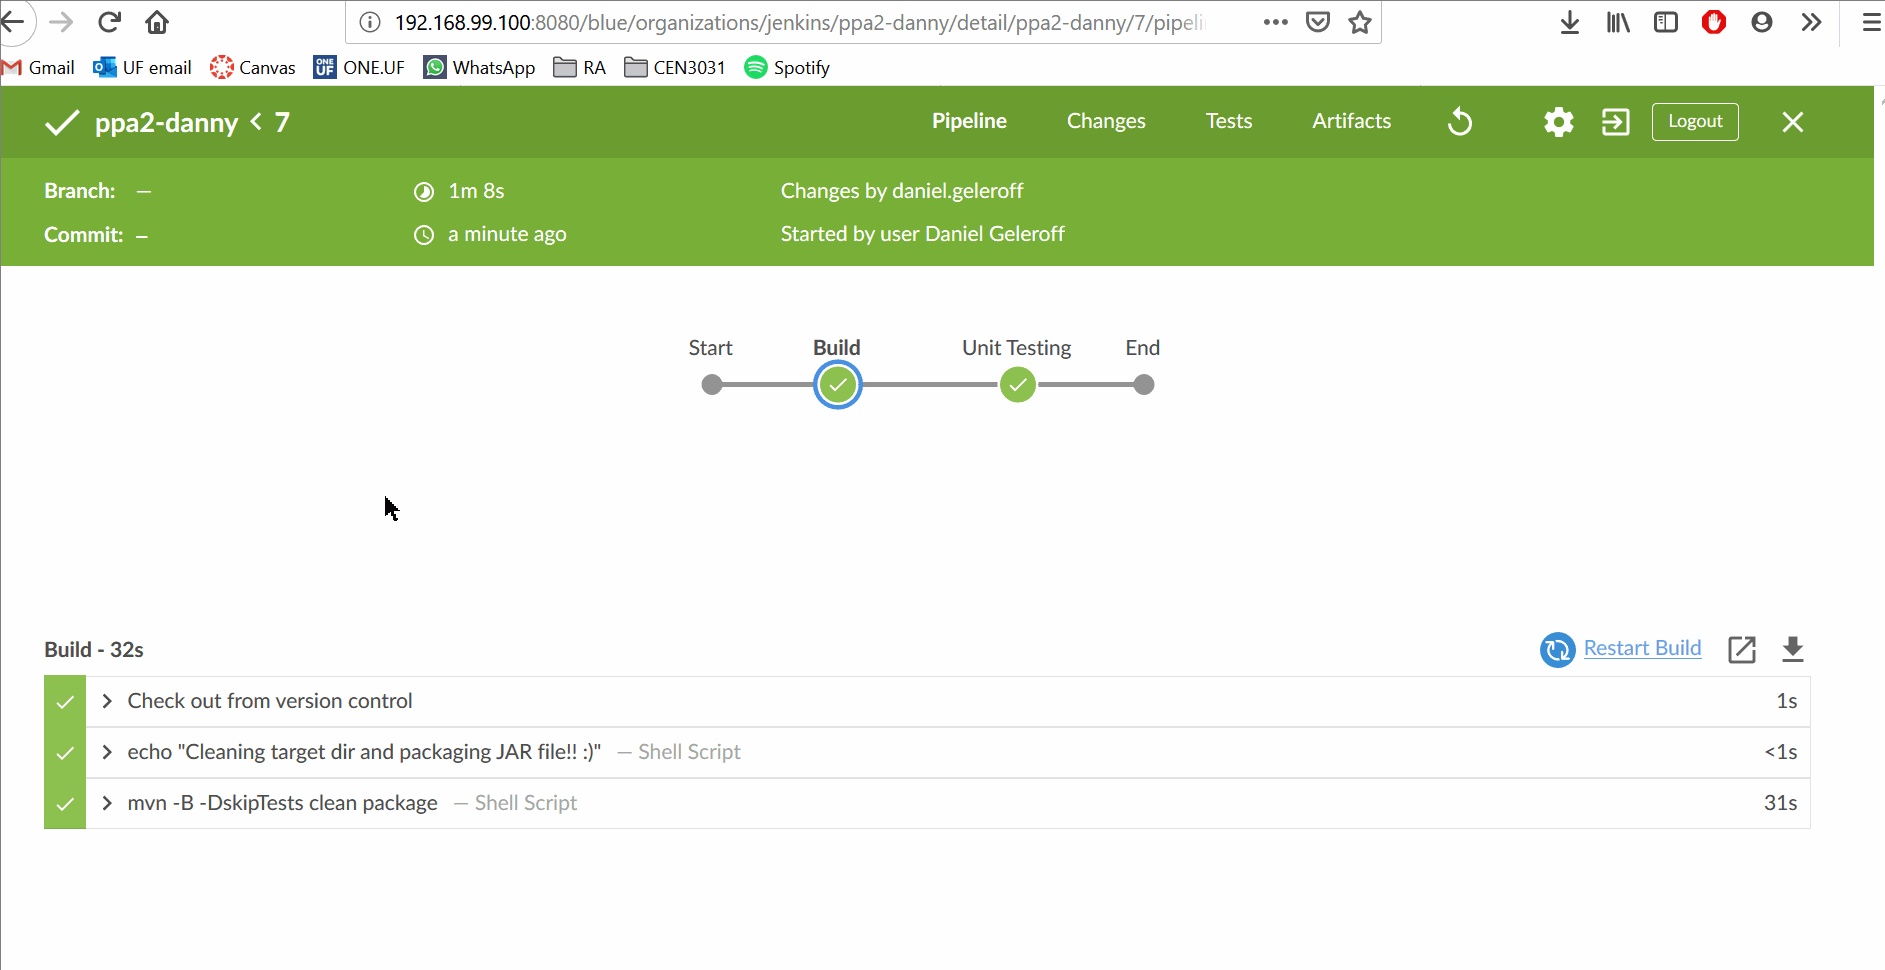 192.168.99.100:8080/blue/organizations/jenkins/ppa2-danny/detail/ppa2-danny/7/pipeli
Gmail UF email Canvas ONE UF ONE.UF WhatsApp RA CEN3031 Spotify
ppa2-danny < 7 Pipeline Changes Tests Artifacts Logout
Branch: — 1m 8s Changes by daniel.geleroff
Commit: – a minute ago Started by user Daniel Geleroff
Start Build Unit Testing End
Build - 32s Restart Build
Check out from version control 1s
echo "Cleaning target dir and packaging JAR file!! :)" — Shell Script <1s
mvn -B -DskipTests clean package — Shell Script 31s